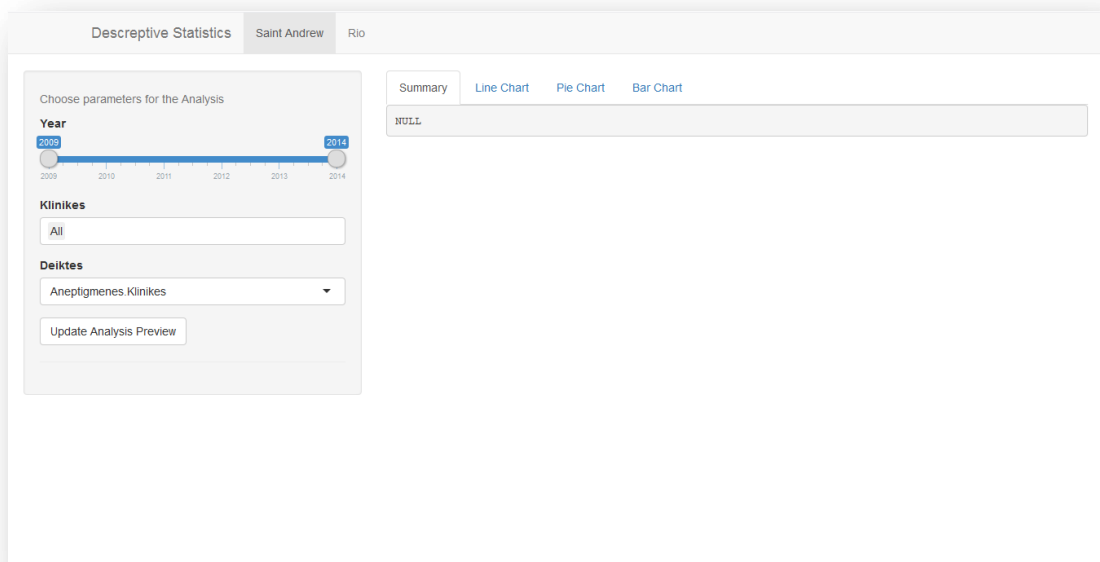 Descreptive Statistics Saint Andrew Rio
Choose parameters for the Analysis
Year
2009 2014
2009 2010 2011 2012 2013 2014
Klinikes
All
Deiktes
Aneptigmenes.Klinikes
Update Analysis Preview
Summary Line Chart Pie Chart Bar Chart
NULL